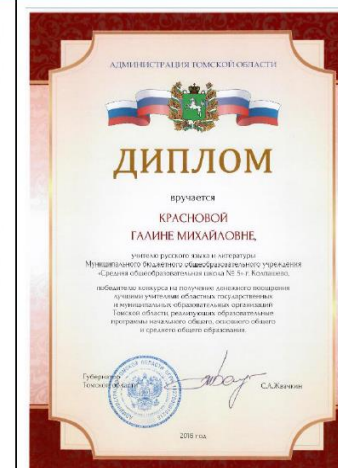 АДМИНИСТРАЦИЯ ТОМСКОЙ ОБЛАСТИ
ДИПЛОМ
вручается
КРАСНОВОЙ
ГАЛИНЕ МИХАЙЛОВНЕ,
учителю русского языка и литературы
Муниципального бюджетного общеобразовательного учреждения
«Средняя общеобразовательная школа № 5» г. Колпашево,
победителю конкурса на получение денежного поощрения
лучшими учителями областных государственных
и муниципальных образовательных организаций
Томской области, реализующих образовательные
программы начального общего, основного общего
и среднего общего образования.
Губернатор
Томской области
С.А.Жвачкин
2018 год